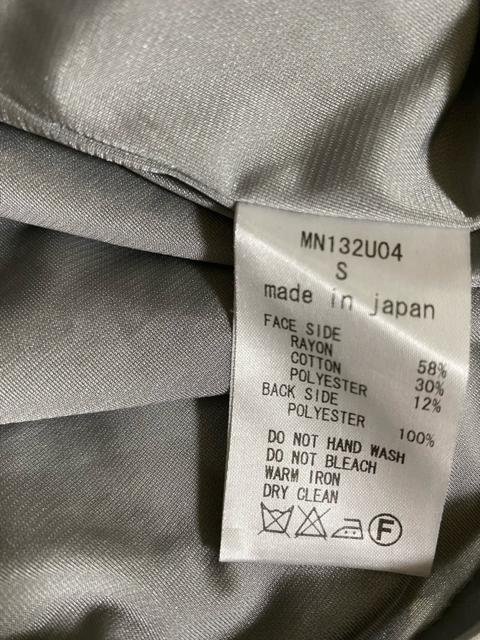 MN132U04
S
made in japan
FACE SIDE
RAYON 58%
COTTON 30%
POLYESTER 12%
BACK SIDE
POLYESTER 100%
DO NOT HAND WASH
DO NOT BLEACH
WARM IRON
DRY CLEAN
F